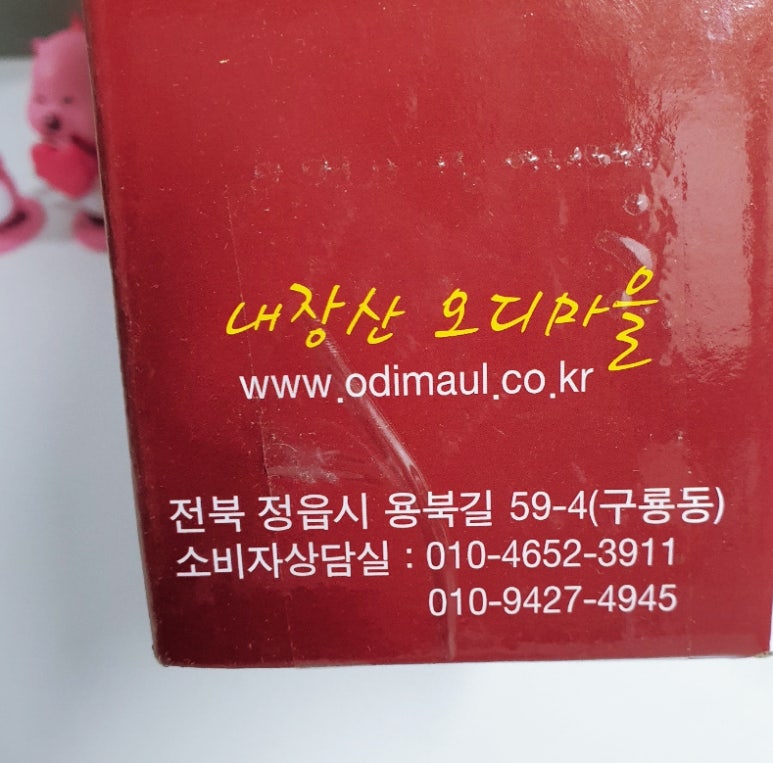 내장산 오디마을
www.odimaul.co.kr
전북 정읍시 용북길 59-4(구룡동)
소비자상담실 : 010-4652-3911
010-9427-4945